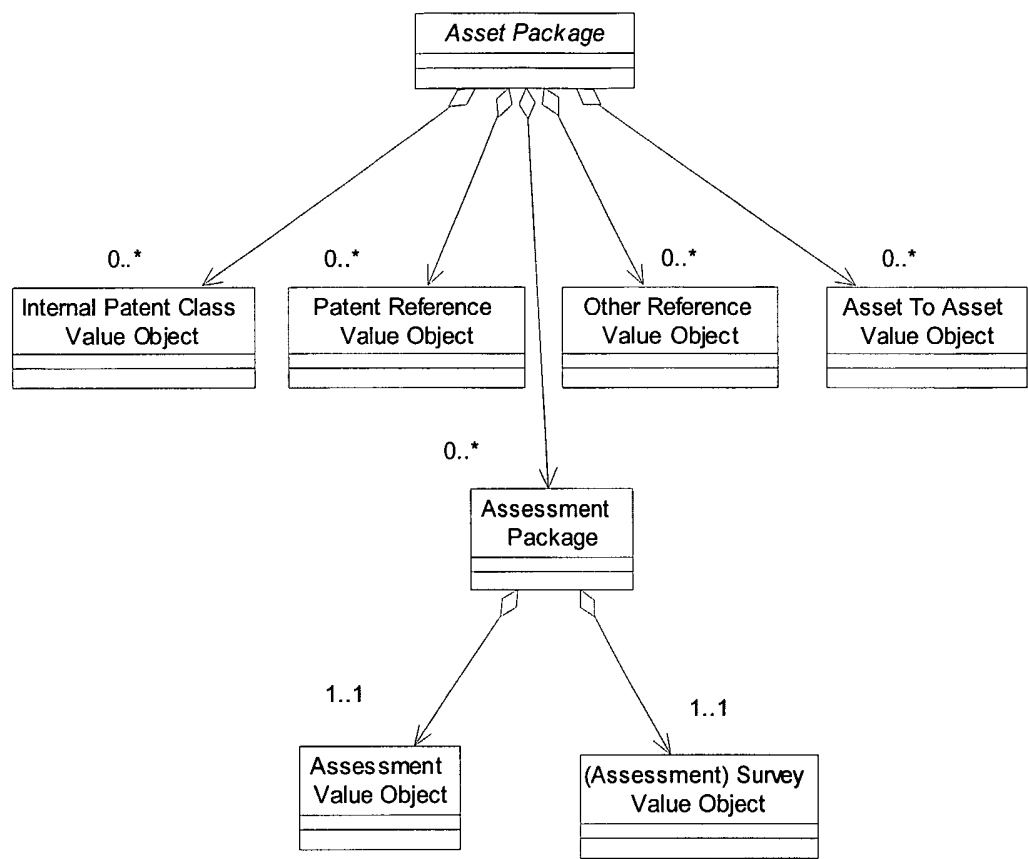 Asset Package
0..*
0..*
0..*
0..*
Internal Patent Class
Value Object
Patent Reference
Value Object
Other Reference
Value Object
Asset To Asset
Value Object
0..*
Assessment
Package
1..1
1..1
Assessment
Value Object
(Assessment) Survey
Value Object